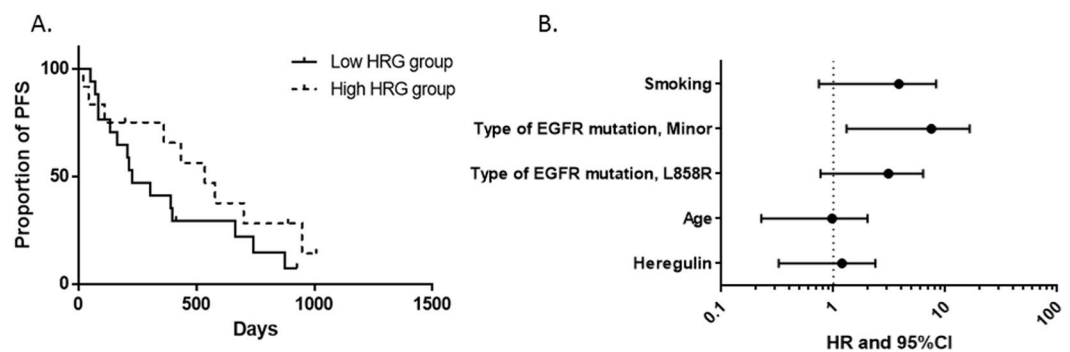 A.
Low HRG group
High HRG group
Proportion of PFS
100
50
0
0 500 1000 1500
Days
B.
Smoking
Type of EGFR mutation, Minor
Type of EGFR mutation, L858R
Age
Heregulin
0.1 1 10 100
HR and 95%CI